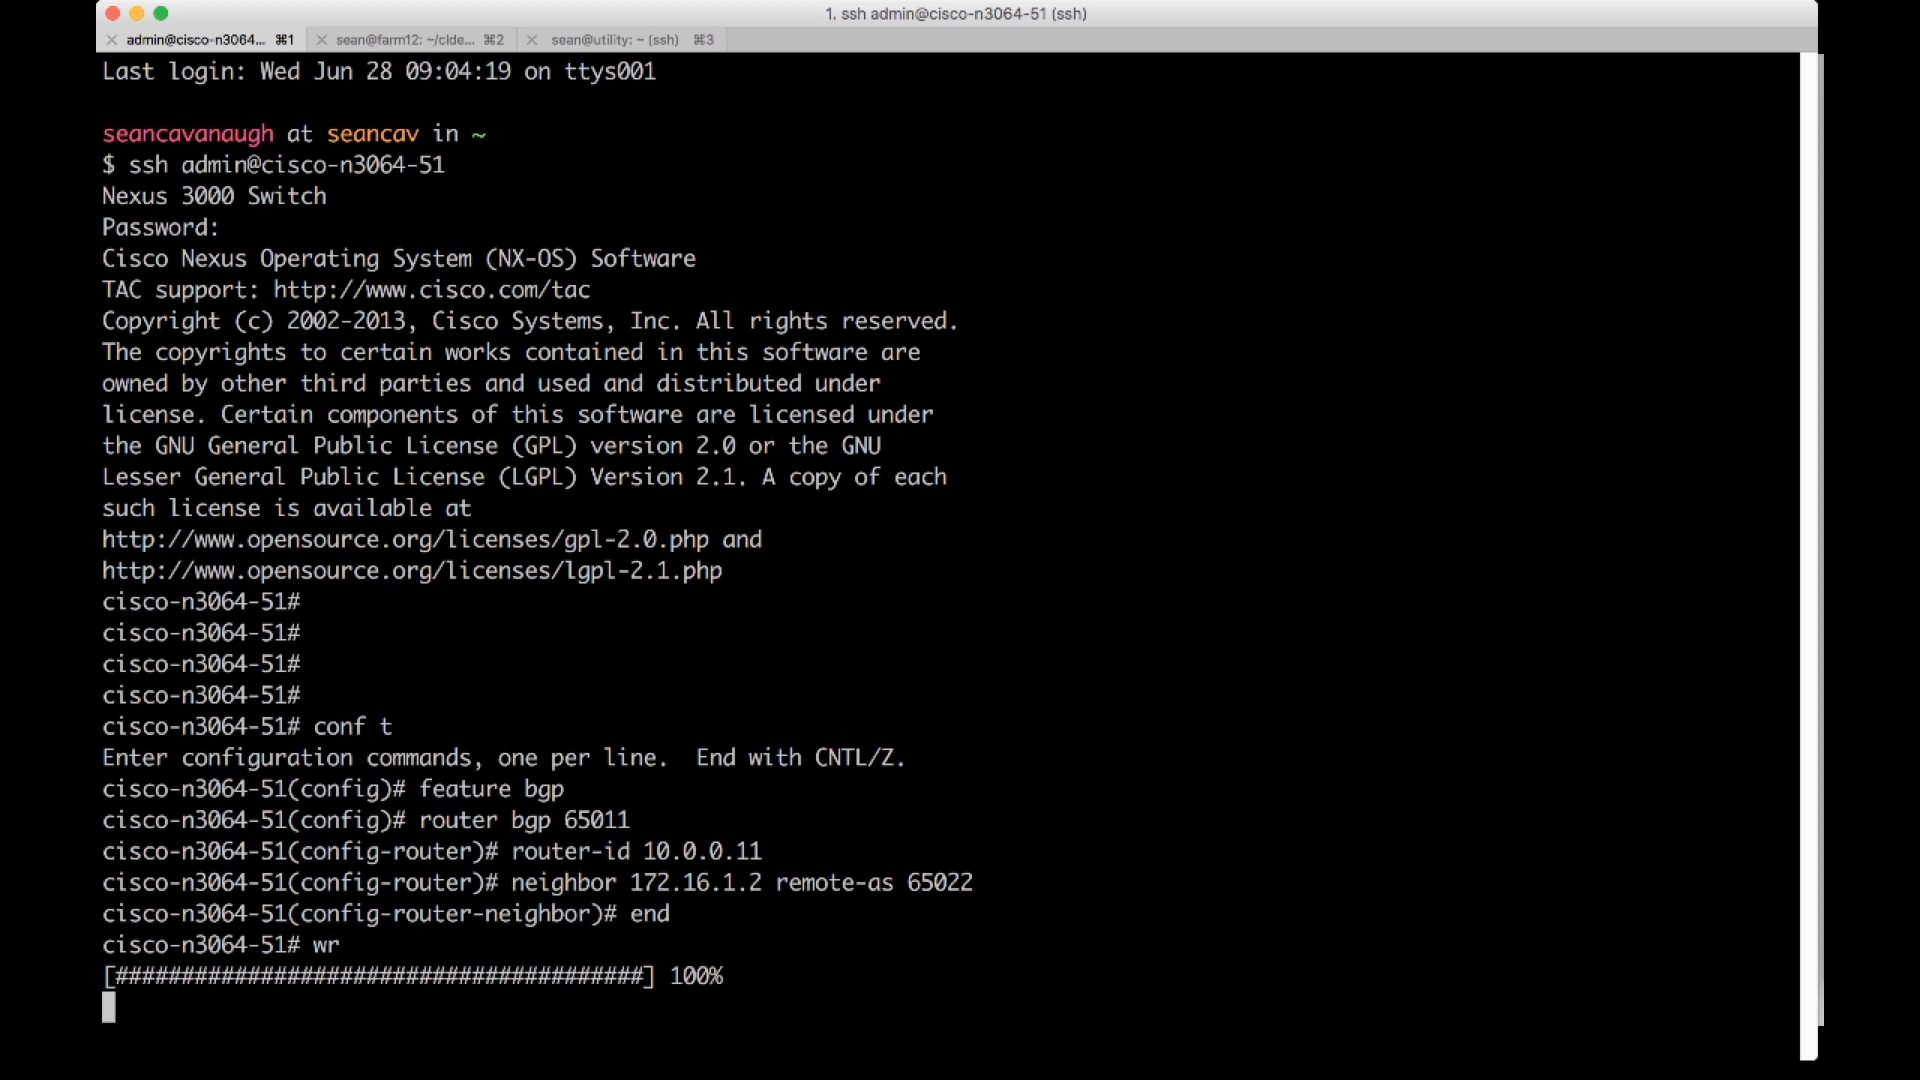 1. ssh admin@cisco-n3064-51 (ssh)
admin@cisco-n3064... ⌘1 sean@farm12: ~/clde... ⌘2 sean@utility: ~ (ssh) ⌘3
Last login: Wed Jun 28 09:04:19 on ttys001
seancavanaugh at seancav in ~
$ ssh admin@cisco-n3064-51
Nexus 3000 Switch
Password:
Cisco Nexus Operating System (NX-OS) Software
TAC support: http://www.cisco.com/tac
Copyright (c) 2002-2013, Cisco Systems, Inc. All rights reserved.
The copyrights to certain works contained in this software are
owned by other third parties and used and distributed under
license. Certain components of this software are licensed under
the GNU General Public License (GPL) version 2.0 or the GNU
Lesser General Public License (LGPL) Version 2.1. A copy of each
such license is available at
http://www.opensource.org/licenses/gpl-2.0.php and
http://www.opensource.org/licenses/lgpl-2.1.php
cisco-n3064-51#
cisco-n3064-51#
cisco-n3064-51#
cisco-n3064-51#
cisco-n3064-51# conf t
Enter configuration commands, one per line.  End with CNTL/Z.
cisco-n3064-51(config)# feature bgp
cisco-n3064-51(config)# router bgp 65011
cisco-n3064-51(config-router)# router-id 10.0.0.11
cisco-n3064-51(config-router)# neighbor 172.16.1.2 remote-as 65022
cisco-n3064-51(config-router-neighbor)# end
cisco-n3064-51# wr
[########################################] 100%